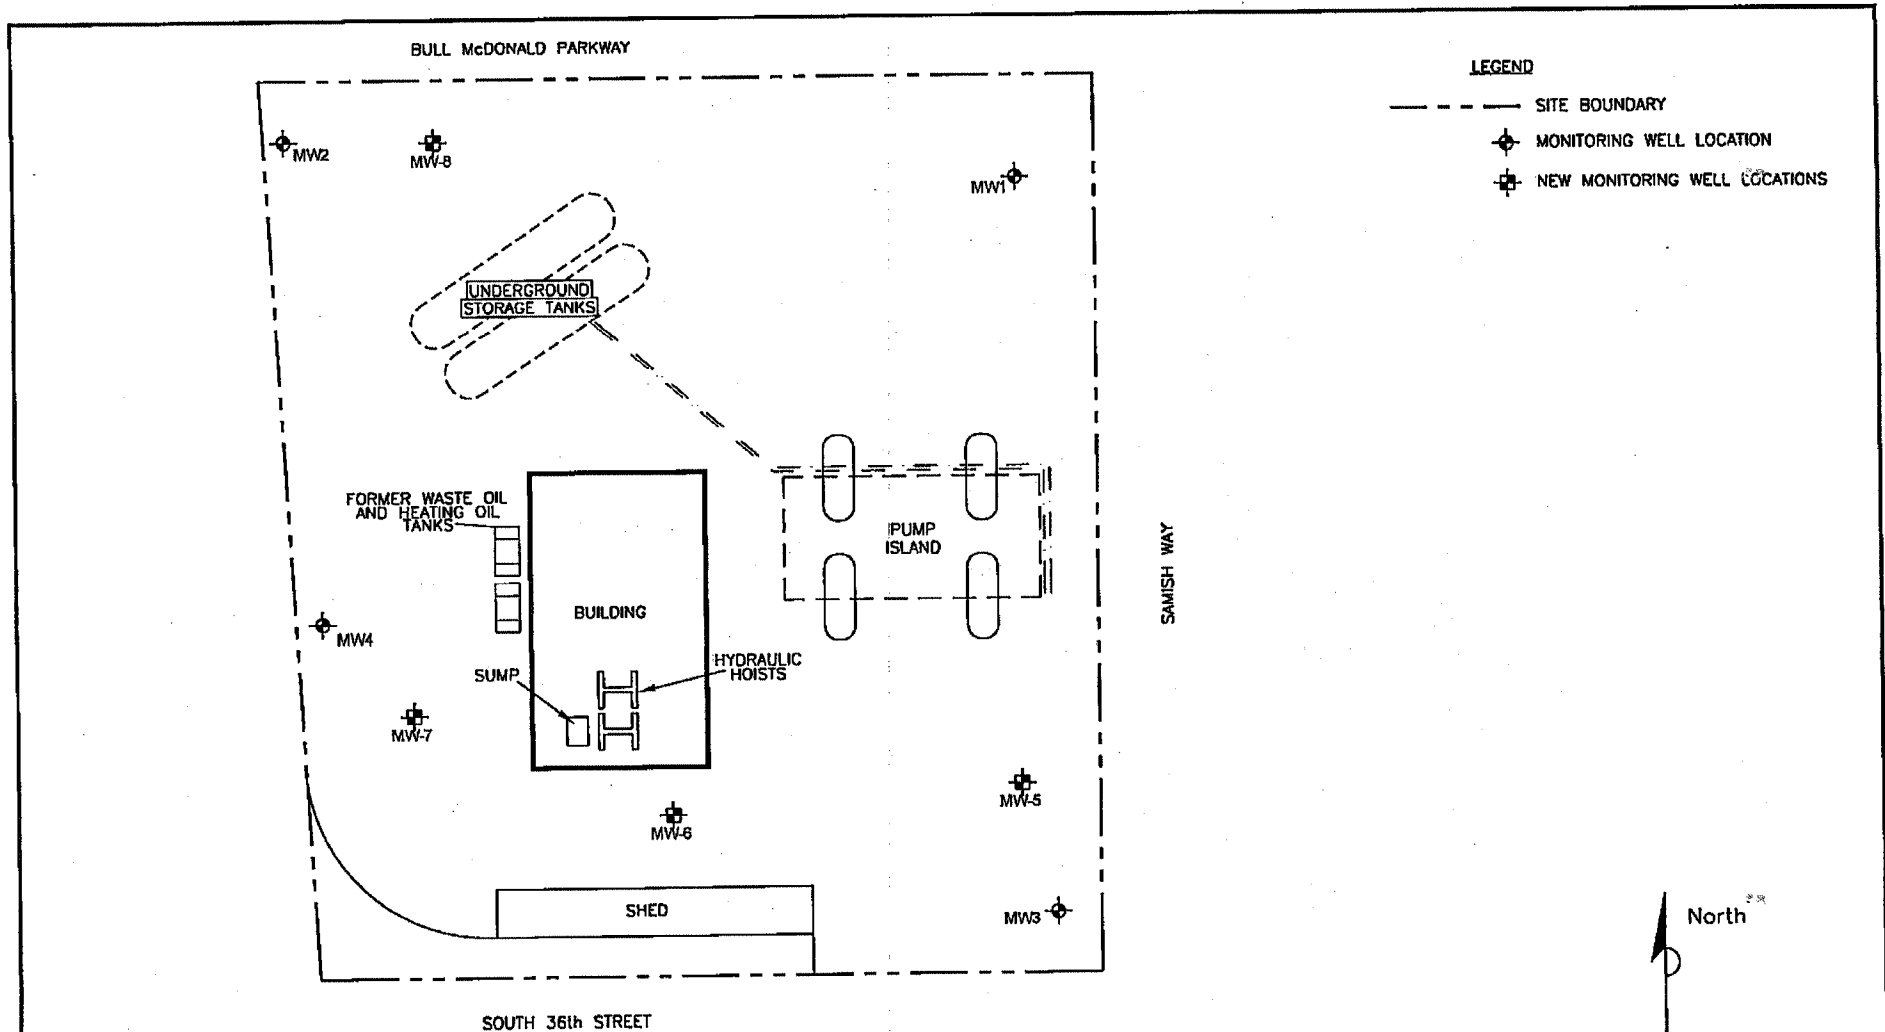 BULL McDONALD PARKWAY
LEGEND
SITE BOUNDARY
MONITORING WELL LOCATION
NEW MONITORING WELL LOCATIONS
MW2
MW-8
MW1
UNDERGROUND
STORAGE TANKS
FORMER WASTE OIL
AND HEATING OIL
TANKS
PUMP
ISLAND
SAMISH WAY
BUILDING
MW4
SUMP
HYDRAULIC
HOISTS
MW-7
MW-5
MW-6
SHED
MW3
North
SOUTH 36th STREET